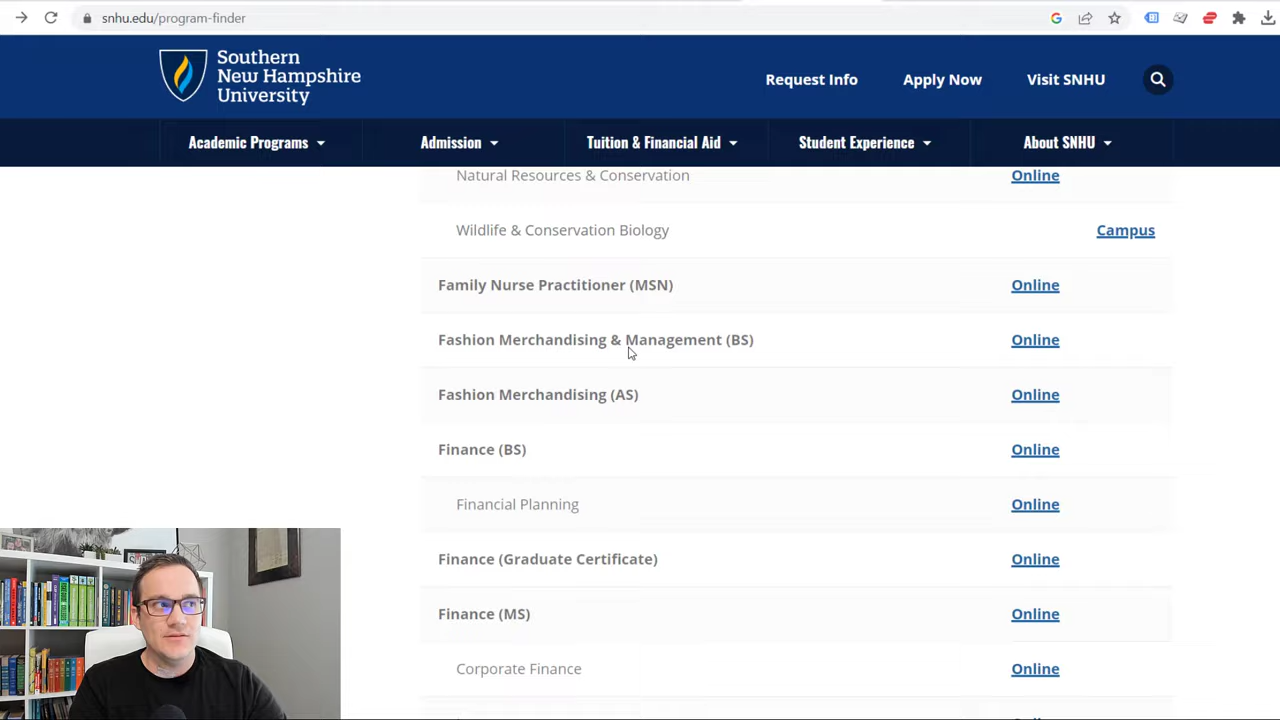 snhu.edu/program-finder
Southern
New Hampshire
University
Request Info
Apply Now
Visit SNHU
Academic Programs
Admission
Tuition & Financial Aid
Student Experience
About SNHU
Natural Resources & Conservation Online
Wildlife & Conservation Biology Campus
Family Nurse Practitioner (MSN) Online
Fashion Merchandising & Management (BS) Online
Fashion Merchandising (AS) Online
Finance (BS) Online
Financial Planning Online
Finance (Graduate Certificate) Online
Finance (MS) Online
Corporate Finance Online